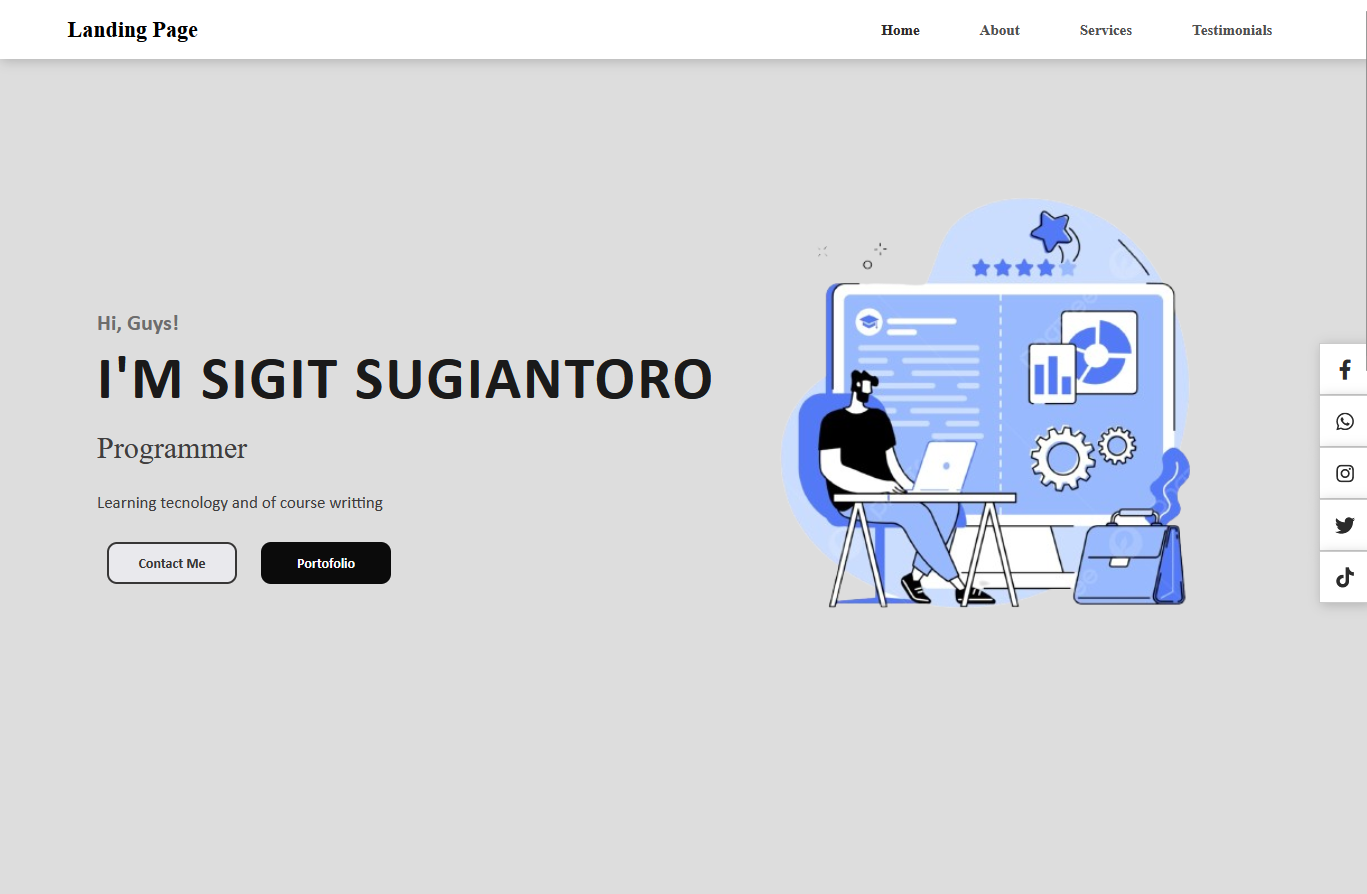 Landing Page
Home About Services Testimonials
Hi, Guys!
I'M SIGIT SUGIANTORO
Programmer
Learning tecnology and of course writting
Contact Me Portofolio